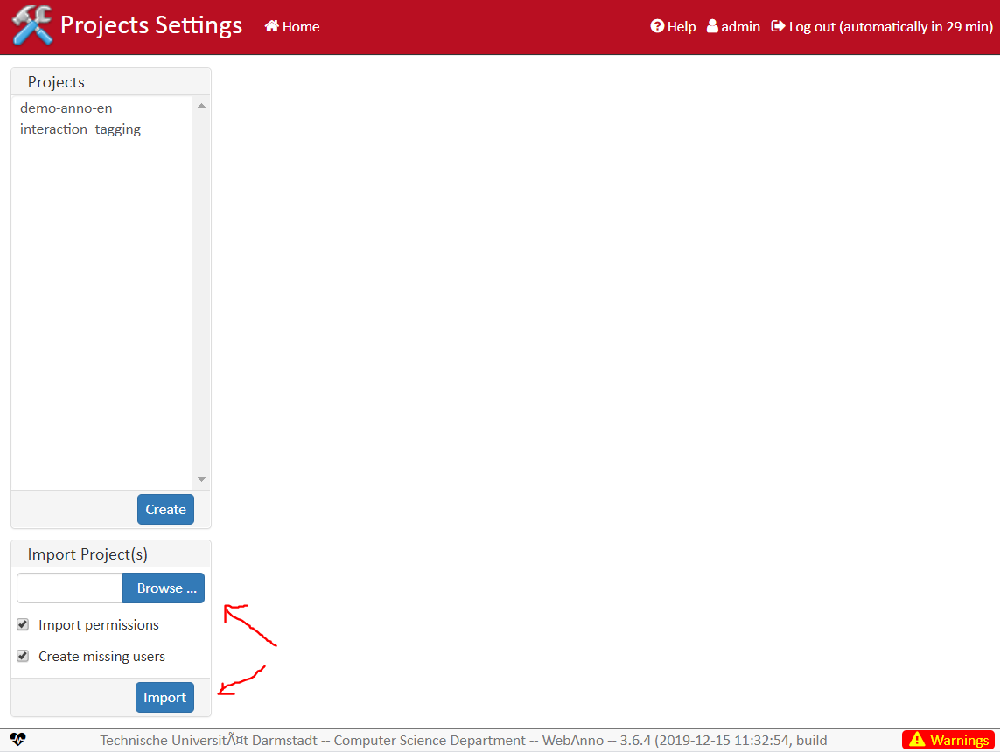 Projects Settings Home Help admin Log out (automatically in 29 min)
Projects
demo-anno-en
interaction_tagging
Create
Import Project(s)
Browse ...
Import permissions
Create missing users
Import
Technische UniversitÃ¤t Darmstadt -- Computer Science Department -- WebAnno -- 3.6.4 (2019-12-15 11:32:54, build Warnings